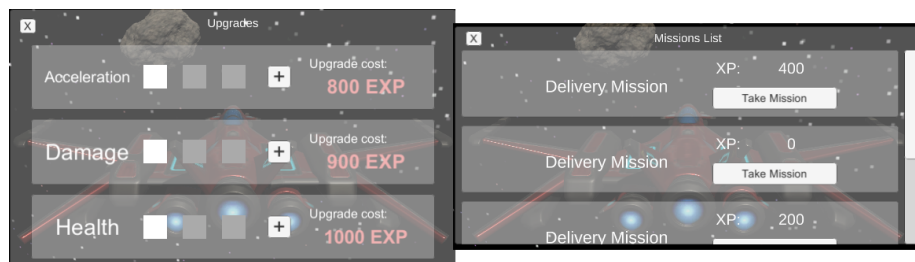 X
Upgrades
Acceleration
+
Upgrade cost:
800 EXP
Damage
+
Upgrade cost:
900 EXP
Health
+
Upgrade cost:
1000 EXP
X
Missions List
Delivery Mission
XP: 400
Take Mission
Delivery Mission
XP: 0
Take Mission
Delivery Mission
XP: 200